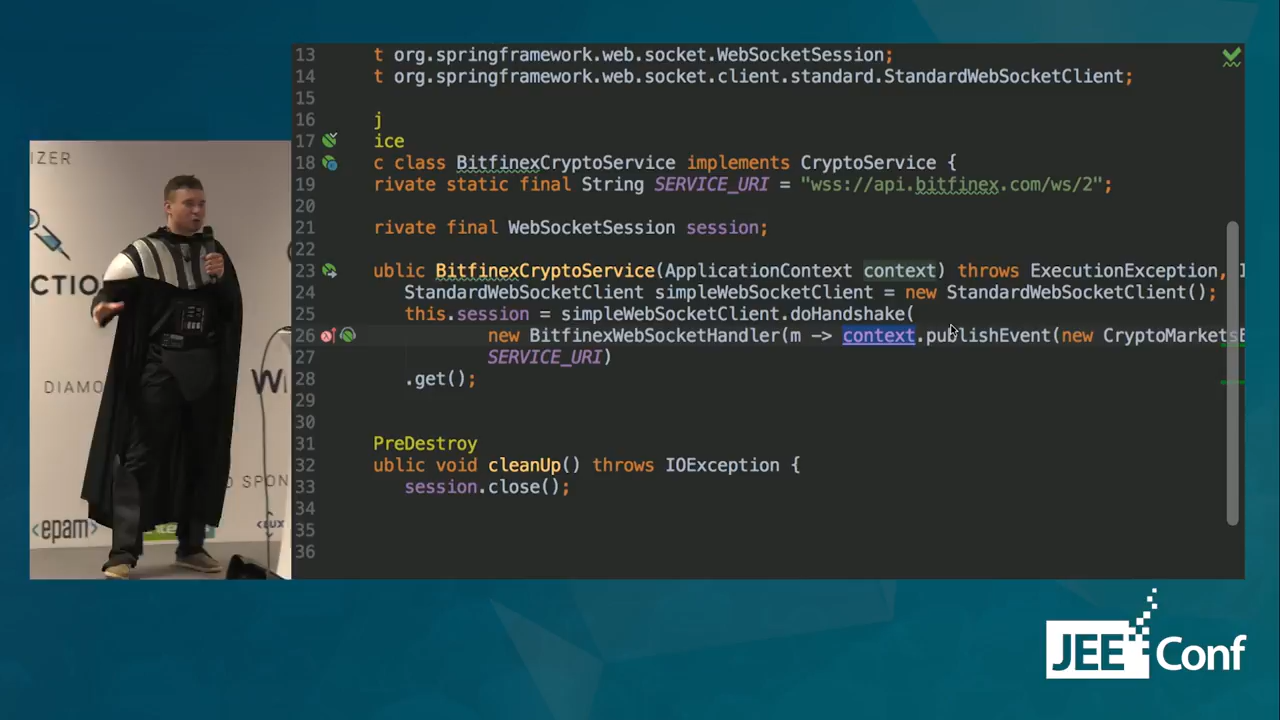 IZER
CTION
DIAMO
W
D SPON
<epam>
LUX
13 t org.springframework.web.socket.WebSocketSession;
14 t org.springframework.web.socket.client.standard.StandardWebSocketClient;
15
16 j
17 ice
18 c class BitfinexCryptoService implements CryptoService {
19 rivate static final String SERVICE_URI = "wss://api.bitfinex.com/ws/2";
20
21 rivate final WebSocketSession session;
22
23 ublic BitfinexCryptoService(ApplicationContext context) throws ExecutionException, I
24 StandardWebSocketClient simpleWebSocketClient = new StandardWebSocketClient();
25 this.session = simpleWebSocketClient.doHandshake(
26 new BitfinexWebSocketHandler(m -> context.publishEvent(new CryptoMarketsE
27 SERVICE_URI)
28 .get();
29
30
31 PreDestroy
32 ublic void cleanUp() throws IOException {
33 session.close();
34
35
36
JEE Conf